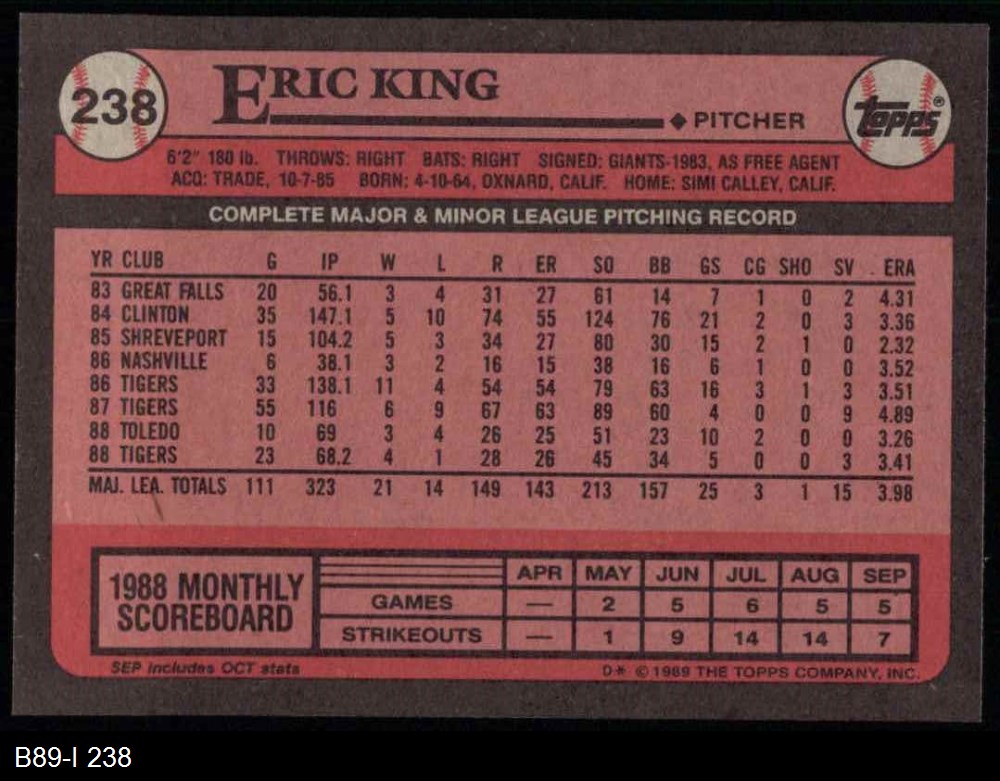 238
ERIC KING
◆ PITCHER
Topps®
6'2" 180 lb. THROWS: RIGHT BATS: RIGHT SIGNED: GIANTS-1983, AS FREE AGENT
ACQ: TRADE, 10-7-85 BORN: 4-10-64, OXNARD, CALIF. HOME: SIMI CALLEY, CALIF.
COMPLETE MAJOR & MINOR LEAGUE PITCHING RECORD
YR CLUB G IP W L R ER SO BB GS CG SHO SV ERA
83 GREAT FALLS 20 56.1 3 4 31 27 61 14 7 1 0 2 4.31
84 CLINTON 35 147.1 5 10 74 55 124 76 21 2 0 3 3.36
85 SHREVEPORT 15 104.2 5 3 34 27 80 30 15 2 1 0 2.32
86 NASHVILLE 6 38.1 3 2 16 15 38 16 6 1 0 0 3.52
86 TIGERS 33 138.1 11 4 54 54 79 63 16 3 1 3 3.51
87 TIGERS 55 116 6 9 67 63 89 60 4 0 0 9 4.89
88 TOLEDO 10 69 3 4 26 25 51 23 10 2 0 0 3.26
88 TIGERS 23 68.2 4 1 28 26 45 34 5 0 0 3 3.41
MAJ. LEA. TOTALS 111 323 21 14 149 143 213 157 25 3 1 15 3.98
1988 MONTHLY SCOREBOARD
APR MAY JUN JUL AUG SEP
GAMES — 2 5 6 5 5
STRIKEOUTS — 1 9 14 14 7
SEP includes OCT stats
D* © 1989 THE TOPPS COMPANY, INC.
B89-I 238